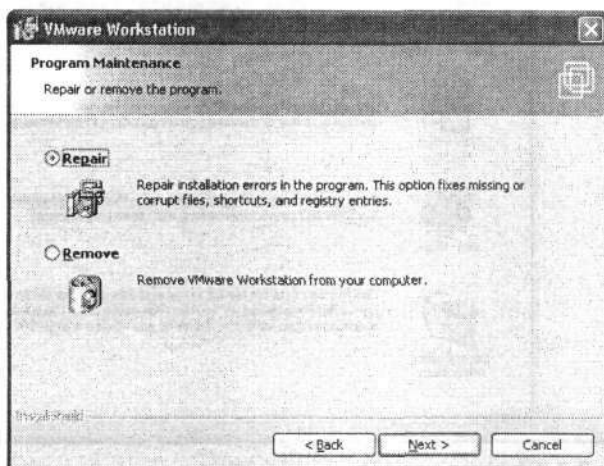 VMware Workstation
Program Maintenance
Repair or remove the program.
Repair
Repair installation errors in the program. This option fixes missing or
corrupt files, shortcuts, and registry entries.
Remove
Remove VMware Workstation from your computer.
InstallShield
< Back
Next >
Cancel